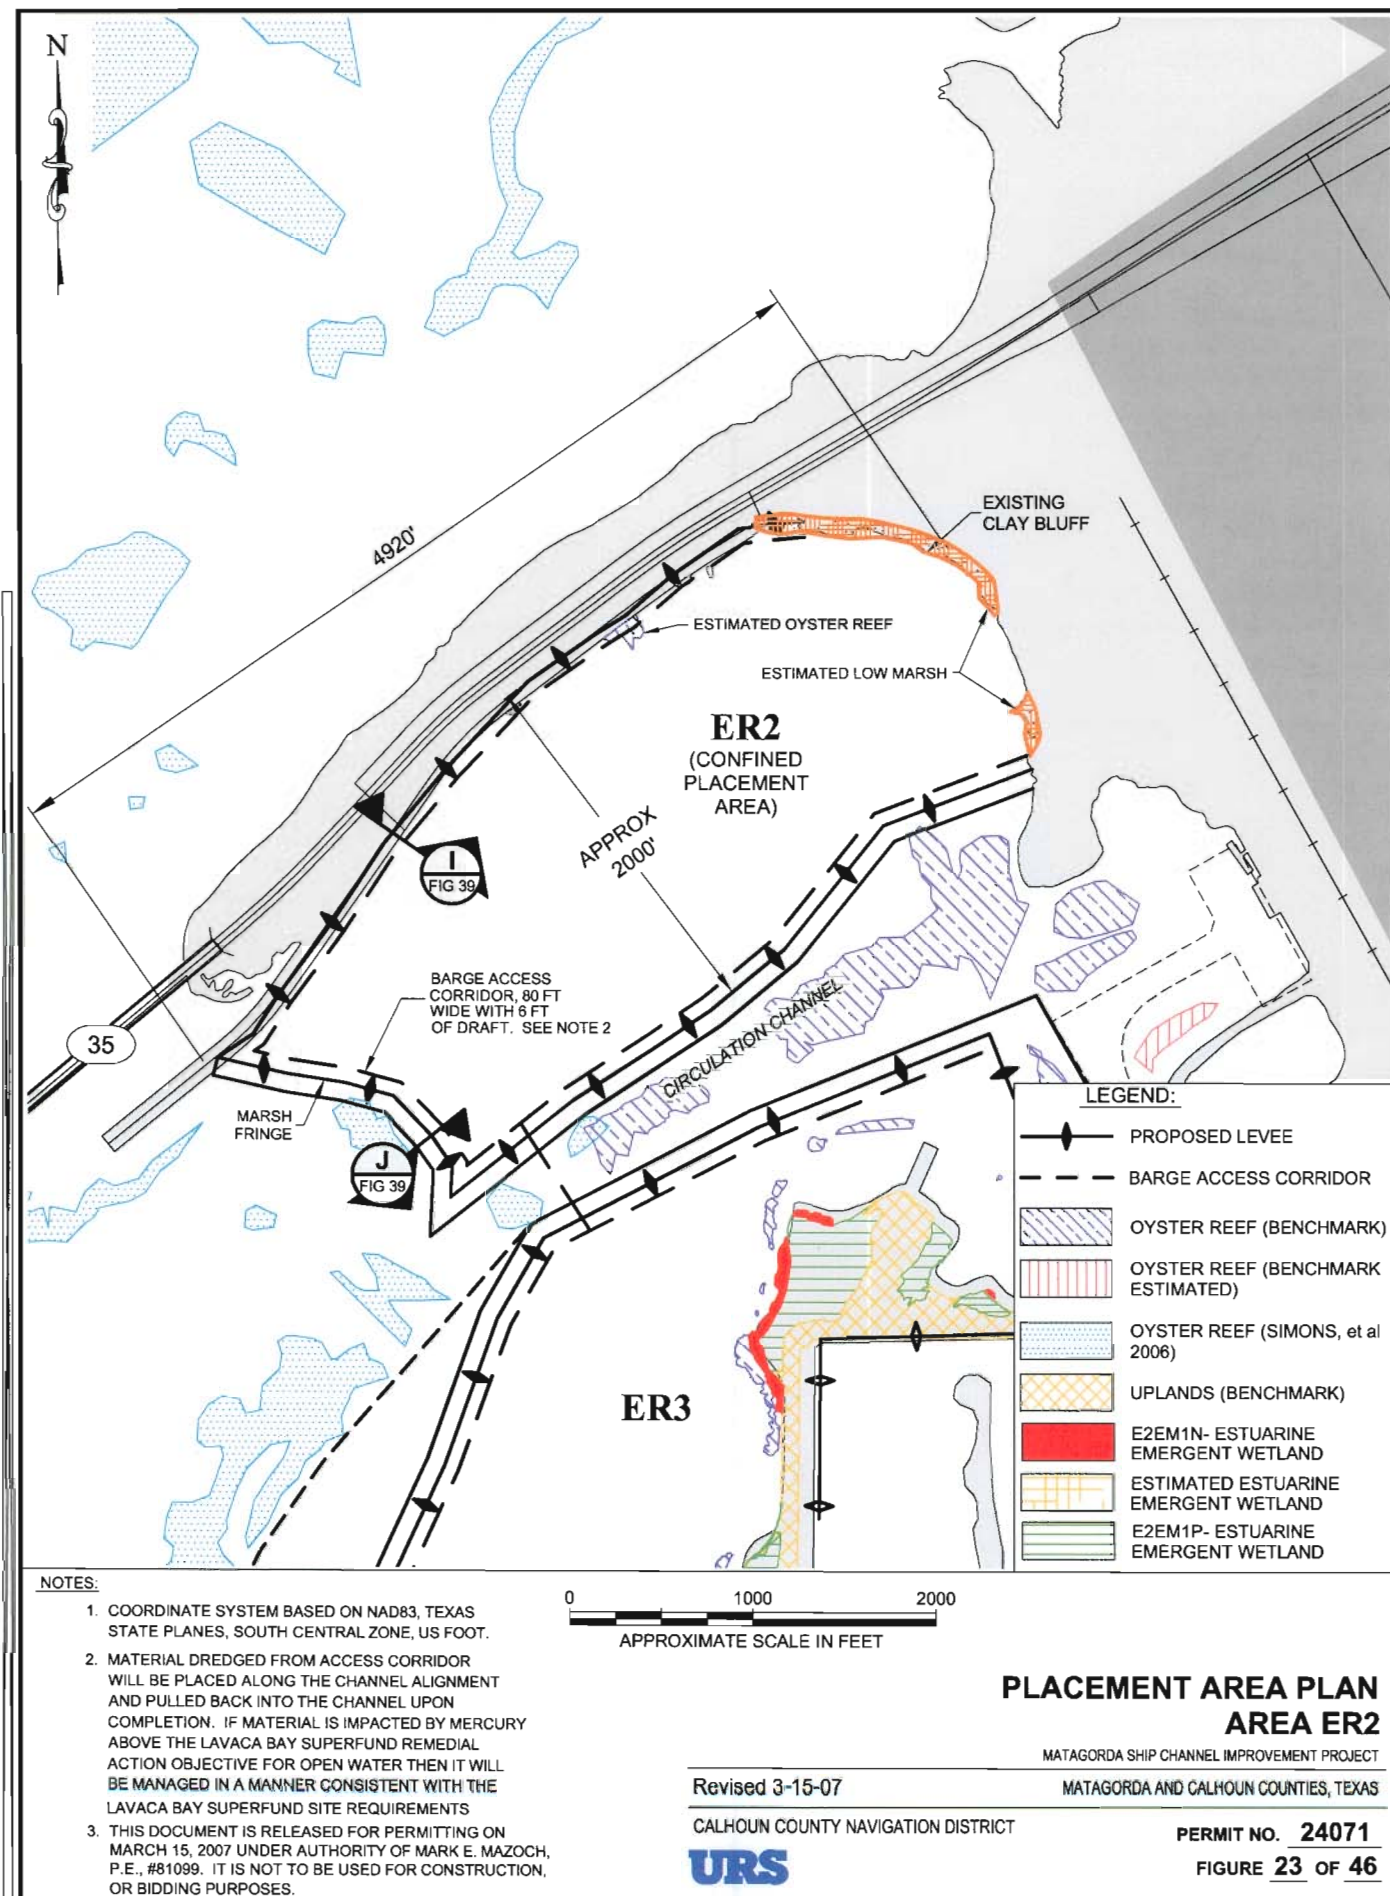 N
4920'
EXISTING
CLAY BLUFF
ESTIMATED OYSTER REEF
ESTIMATED LOW MARSH
ER2
(CONFINED
PLACEMENT
AREA)
APPROX
2000'
I
FIG 39
BARGE ACCESS
CORRIDOR, 80 FT
WIDE WITH 6 FT
OF DRAFT. SEE NOTE 2
35
CIRCULATION CHANNEL
MARSH
FRINGE
J
FIG 39
ER3
LEGEND:
PROPOSED LEVEE
BARGE ACCESS CORRIDOR
OYSTER REEF (BENCHMARK)
OYSTER REEF (BENCHMARK
ESTIMATED)
OYSTER REEF (SIMONS, et al
2006)
UPLANDS (BENCHMARK)
E2EM1N- ESTUARINE
EMERGENT WETLAND
ESTIMATED ESTUARINE
EMERGENT WETLAND
E2EM1P- ESTUARINE
EMERGENT WETLAND
NOTES:
1. COORDINATE SYSTEM BASED ON NAD83, TEXAS
STATE PLANES, SOUTH CENTRAL ZONE, US FOOT.
2. MATERIAL DREDGED FROM ACCESS CORRIDOR
WILL BE PLACED ALONG THE CHANNEL ALIGNMENT
AND PULLED BACK INTO THE CHANNEL UPON
COMPLETION. IF MATERIAL IS IMPACTED BY MERCURY
ABOVE THE LAVACA BAY SUPERFUND REMEDIAL
ACTION OBJECTIVE FOR OPEN WATER THEN IT WILL
BE MANAGED IN A MANNER CONSISTENT WITH THE
LAVACA BAY SUPERFUND SITE REQUIREMENTS
3. THIS DOCUMENT IS RELEASED FOR PERMITTING ON
MARCH 15, 2007 UNDER AUTHORITY OF MARK E. MAZOCH,
P.E., #81099. IT IS NOT TO BE USED FOR CONSTRUCTION,
OR BIDDING PURPOSES.
0 1000 2000
APPROXIMATE SCALE IN FEET
PLACEMENT AREA PLAN
AREA ER2
MATAGORDA SHIP CHANNEL IMPROVEMENT PROJECT
Revised 3-15-07
MATAGORDA AND CALHOUN COUNTIES, TEXAS
CALHOUN COUNTY NAVIGATION DISTRICT
URS
PERMIT NO. 24071
FIGURE 23 OF 46